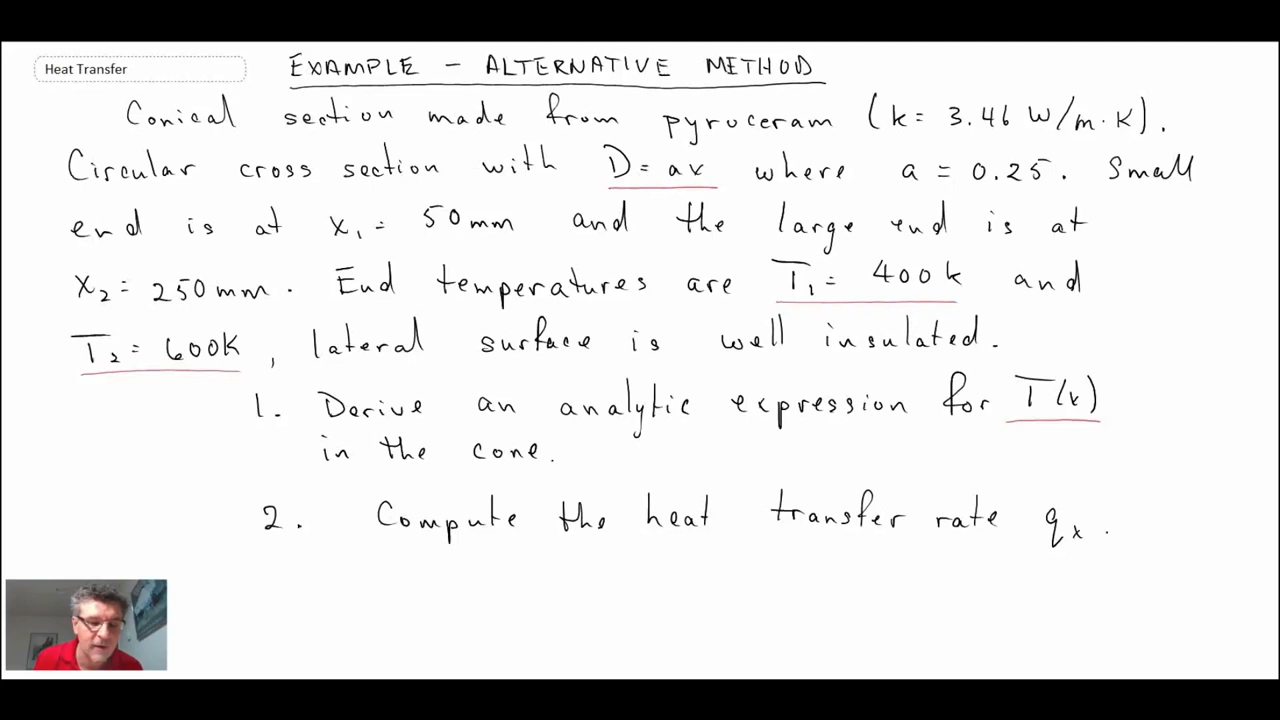 Heat Transfer
EXAMPLE - ALTERNATIVE METHOD
Conical section made from pyroceram (k= 3.46 W/m·K).
Circular cross section with D=ax where a = 0.25. Small
end is at x₁= 50mm and the large end is at
x₂= 250mm. End temperatures are T₁= 400k and
T₂= 600K, lateral surface is well insulated.
1. Derive an analytic expression for T(x)
in the cone.
2. Compute the heat transfer rate qₓ.